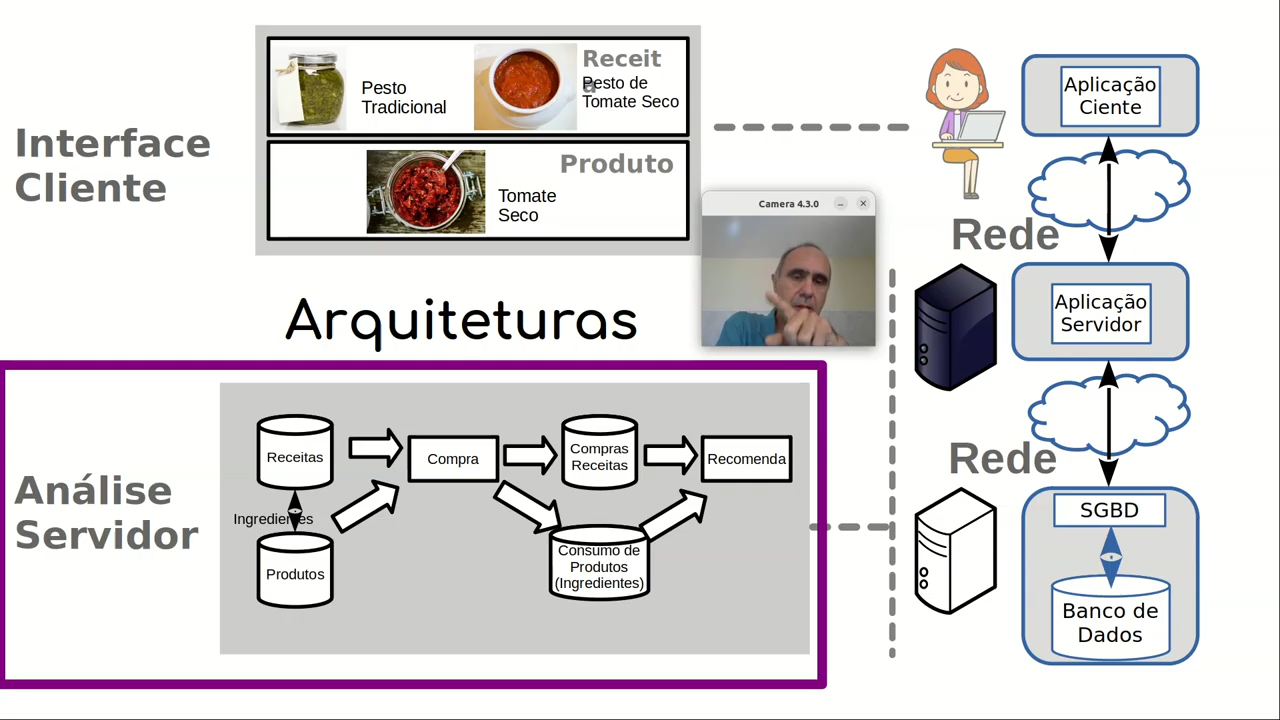 Interface
Cliente
Pesto
Tradicional
Receit
a
Pesto de
Tomate Seco
Produto
Tomate
Seco
Camera 4.3.0
Aplicação
Ciente
Rede
Arquiteturas
Aplicação
Servidor
Rede
Análise
Servidor
Receitas
Ingredientes
Produtos
Compra
Compras
Receitas
Recomenda
Consumo de
Produtos
(Ingredientes)
SGBD
Banco de
Dados